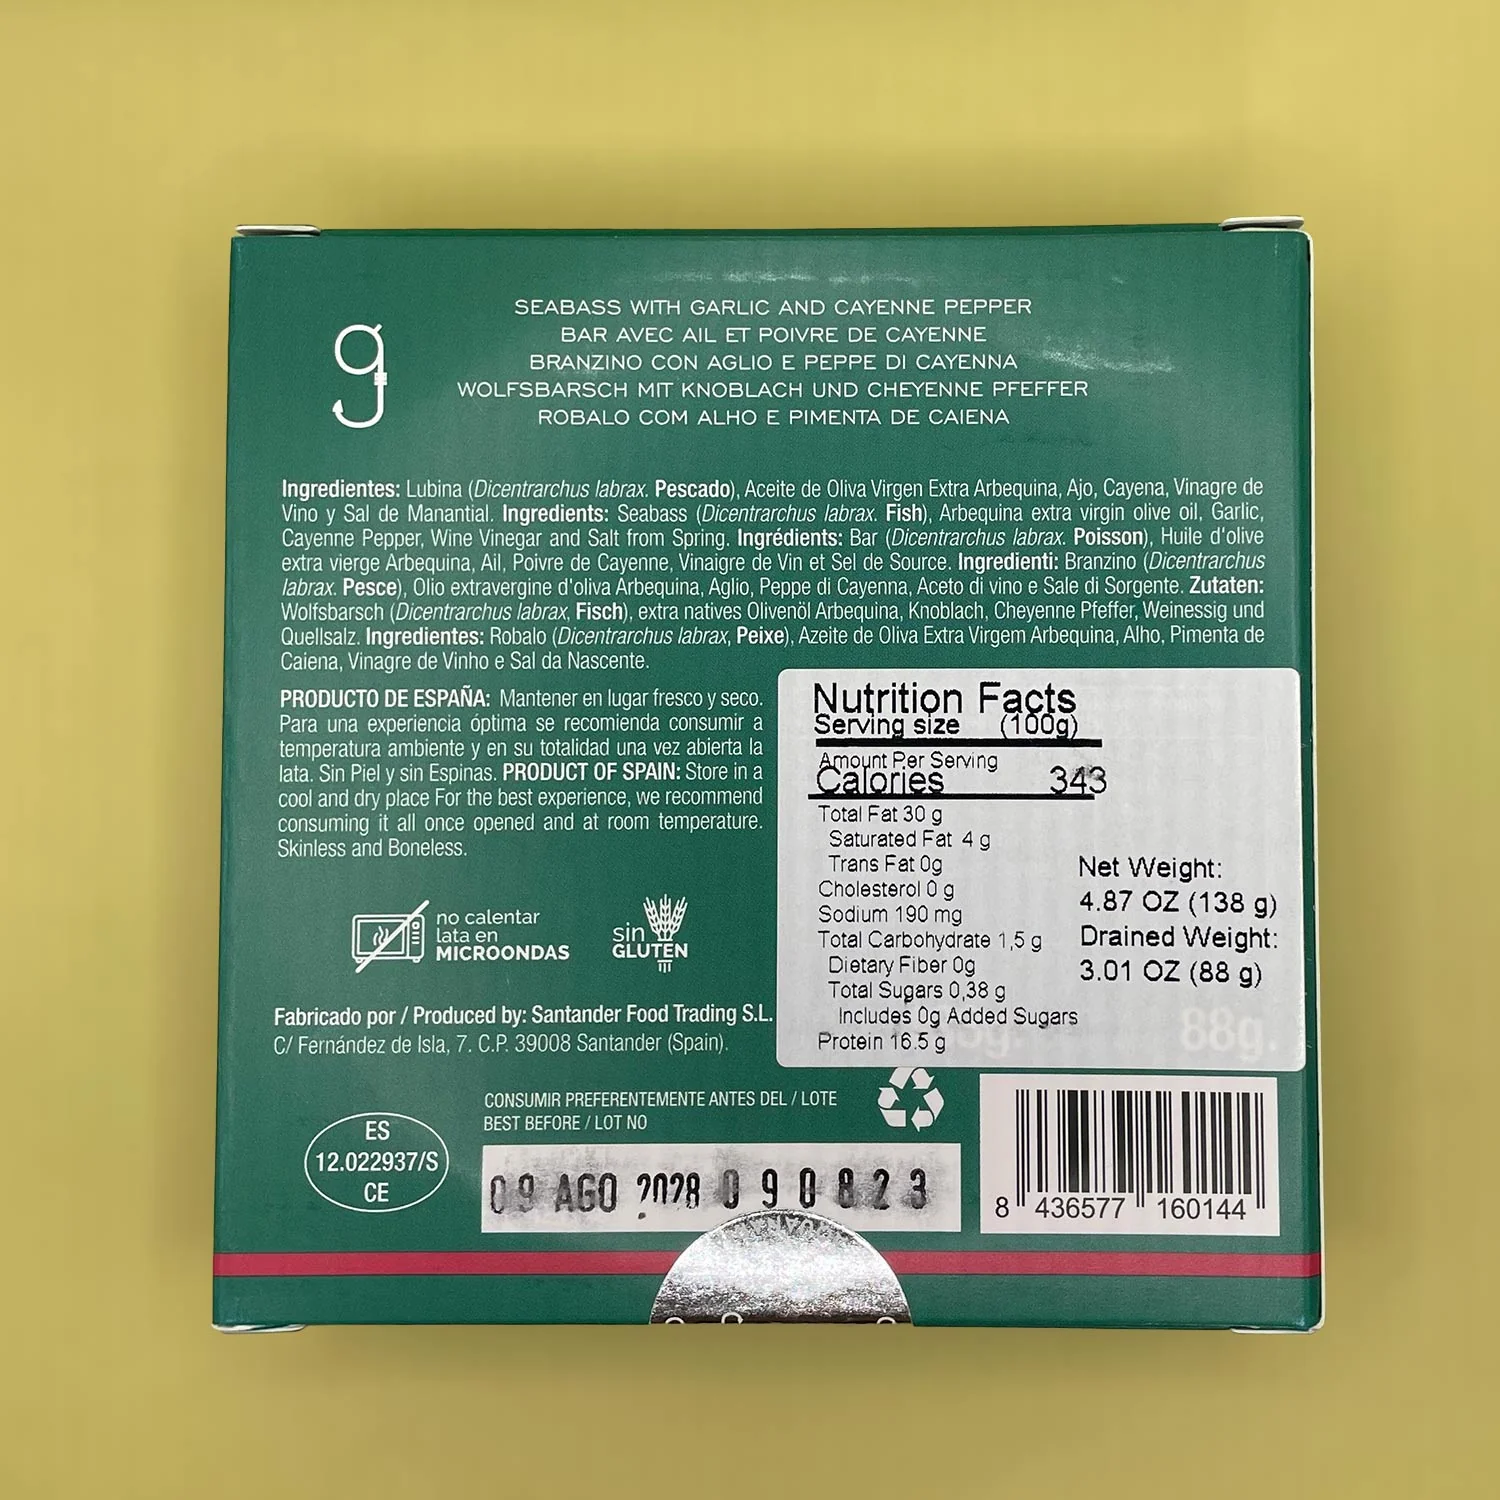 g
SEABASS WITH GARLIC AND CAYENNE PEPPER
BAR AVEC AIL ET POIVRE DE CAYENNE
BRANZINO CON AGLIO E PEPPE DI CAYENNA
WOLFSBARSCH MIT KNOBLACH UND CHEYENNE PFEFFER
ROBALO COM ALHO E PIMENTA DE CAIENA
Ingredientes: Lubina (Dicentrarchus labrax. Pescado), Aceite de Oliva Virgen Extra Arbequina, Ajo, Cayena, Vinagre de
Vino y Sal de Manantial. Ingredients: Seabass (Dicentrarchus labrax. Fish), Arbequina extra virgin olive oil, Garlic,
Cayenne Pepper, Wine Vinegar and Salt from Spring. Ingrédients: Bar (Dicentrarchus labrax. Poisson), Huile d'olive
extra vierge Arbequina, Ail, Poivre de Cayenne, Vinaigre de Vin et Sel de Source. Ingredienti: Branzino (Dicentrarchus
labrax. Pesce), Olio extravergine d'oliva Arbequina, Aglio, Peppe di Cayenna, Aceto di vino e Sale di Sorgente. Zutaten:
Wolfsbarsch (Dicentrarchus labrax, Fisch), extra natives Olivenöl Arbequina, Knoblach, Cheyenne Pfeffer, Weinessig und
Quellsalz. Ingredientes: Robalo (Dicentrarchus labrax, Peixe), Azeite de Oliva Extra Virgem Arbequina, Alho, Pimenta de
Caiena, Vinagre de Vinho e Sal da Nascente.
PRODUCTO DE ESPAÑA: Mantener en lugar fresco y seco.
Para una experiencia óptima se recomienda consumir a
temperatura ambiente y en su totalidad una vez abierta la
lata. Sin Piel y sin Espinas. PRODUCT OF SPAIN: Store in a
cool and dry place For the best experience, we recommend
consuming it all once opened and at room temperature.
Skinless and Boneless.
no calentar
lata en
MICROONDAS
sin
GLUTEN
Fabricado por / Produced by: Santander Food Trading S.L.
C/ Fernández de Isla, 7. C.P. 39008 Santander (Spain).
Nutrition Facts
Serving size (100g)
Amount Per Serving
Calories 343
Total Fat 30 g
Saturated Fat 4 g
Trans Fat 0g
Cholesterol 0 g
Sodium 190 mg
Total Carbohydrate 1,5 g
Dietary Fiber 0g
Total Sugars 0,38 g
Includes 0g Added Sugars
Protein 16.5 g
Net Weight:
4.87 OZ (138 g)
Drained Weight:
3.01 OZ (88 g)
88g.
ES
12.022937/S
CE
CONSUMIR PREFERENTEMENTE ANTES DEL / LOTE
BEST BEFORE / LOT NO
09 AGO 2028 090823
8 436577 160144